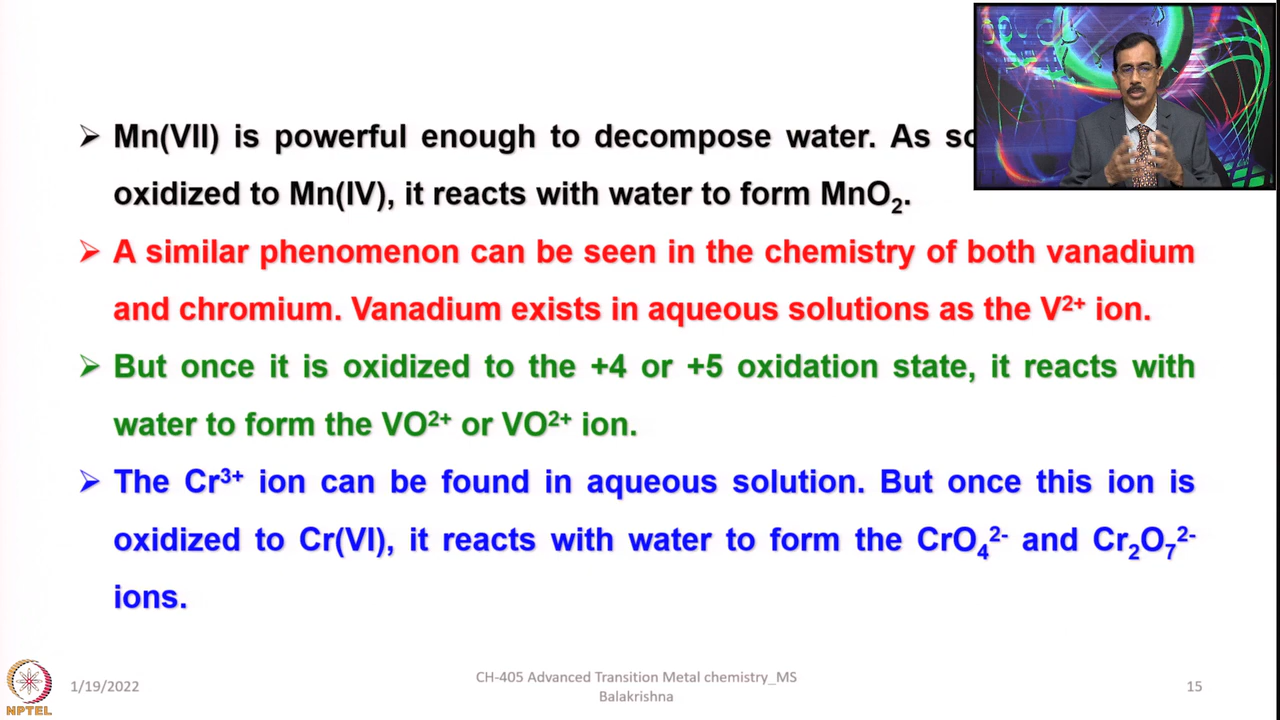 ➢ Mn(VII) is powerful enough to decompose water. As
oxidized to Mn(IV), it reacts with water to form MnO₂.
➢ A similar phenomenon can be seen in the chemistry of both vanadium
and chromium. Vanadium exists in aqueous solutions as the V²⁺ ion.
➢ But once it is oxidized to the +4 or +5 oxidation state, it reacts with
water to form the VO²⁺ or VO²⁺ ion.
➢ The Cr³⁺ ion can be found in aqueous solution. But once this ion is
oxidized to Cr(VI), it reacts with water to form the CrO₄²⁻ and Cr₂O₇²⁻
ions.
NPTEL
1/19/2022
CH-405 Advanced Transition Metal chemistry_MS
Balakrishna
15